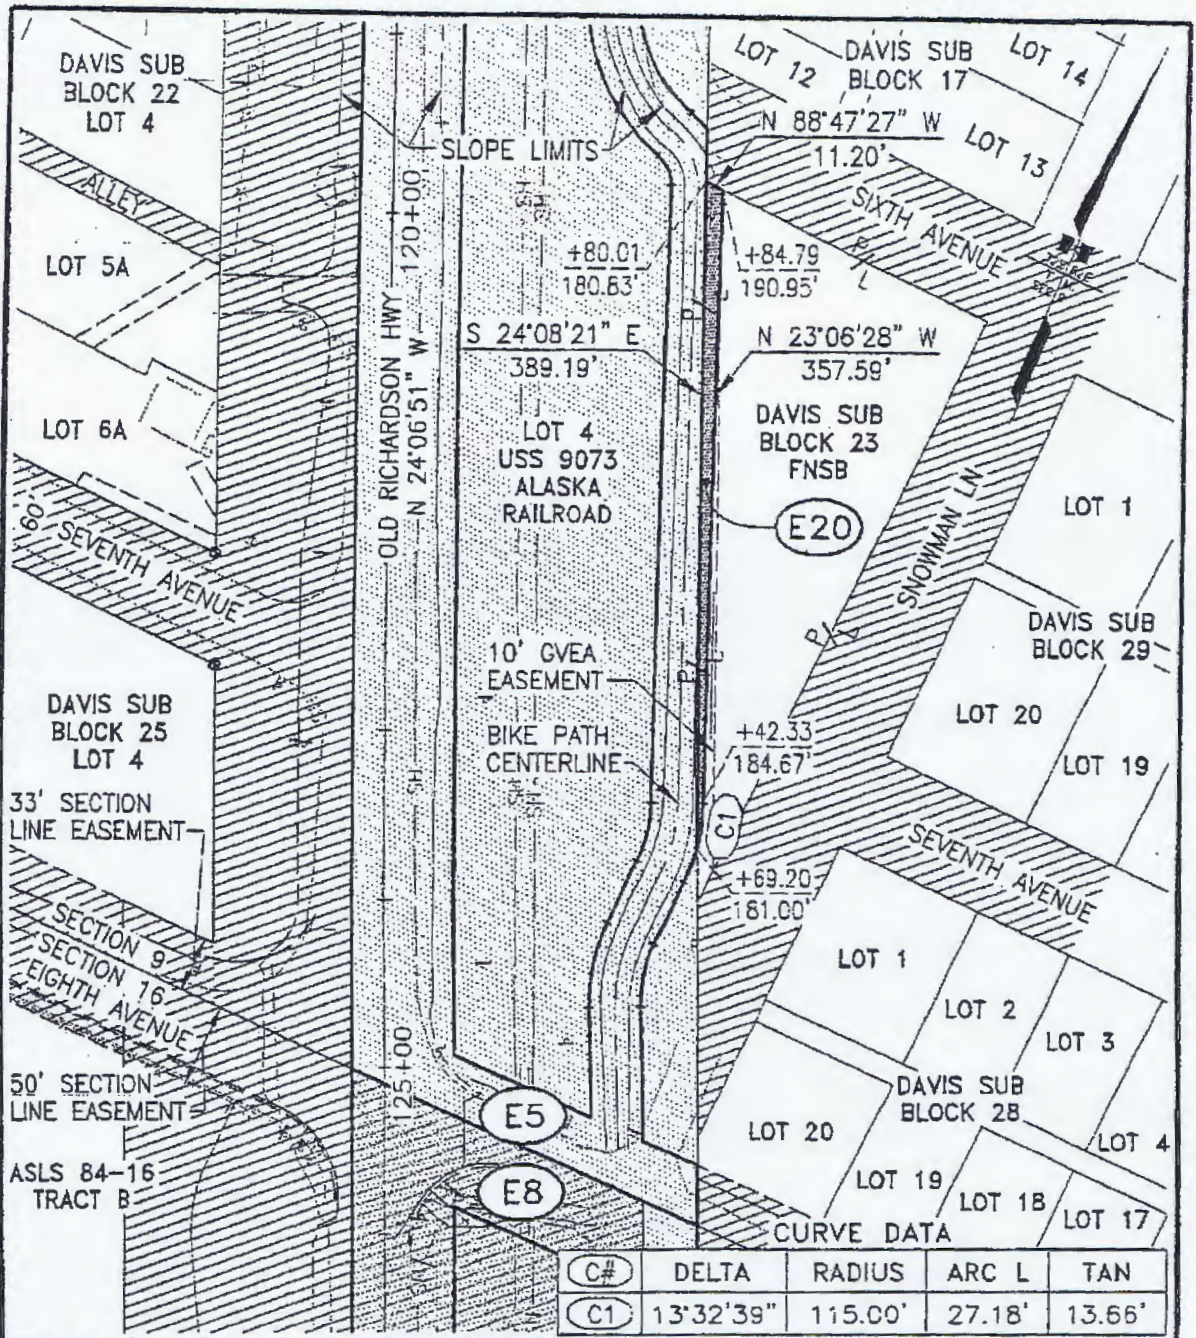 DAVIS SUB
BLOCK 22
LOT 4
ALLEY
LOT 5A
LOT 6A
60'
SEVENTH AVENUE
DAVIS SUB
BLOCK 25
LOT 4
33' SECTION
LINE EASEMENT
SECTION 9
SECTION 16
EIGHTH AVENUE
50' SECTION
LINE EASEMENT
ASLS 84-16
TRACT B
SLOPE LIMITS
OLD RICHARDSON HWY
N 24°06'51" W
120+00
125+00
+80.01
180.83'
S 24°08'21" E
389.19'
LOT 4
USS 9073
ALASKA
RAILROAD
10' GVEA
EASEMENT
BIKE PATH
CENTERLINE
E5
E8
LOT 12
DAVIS SUB
BLOCK 17
LOT 14
N 88°47'27" W
11.20'
LOT 13
SIXTH AVENUE
P/L
+84.79
190.95'
N 23°06'28" W
357.59'
DAVIS SUB
BLOCK 23
FNSB
E20
SNOWMAN LN
P/L
LOT 1
DAVIS SUB
BLOCK 29
LOT 20
LOT 19
+42.33
184.67'
C1
SEVENTH AVENUE
+69.20
181.00'
LOT 1
LOT 2
LOT 3
DAVIS SUB
BLOCK 28
LOT 4
LOT 20
LOT 19
LOT 18
LOT 17
CURVE DATA
C# DELTA RADIUS ARC L TAN
C1 13°32'39" 115.00' 27.18' 13.66'